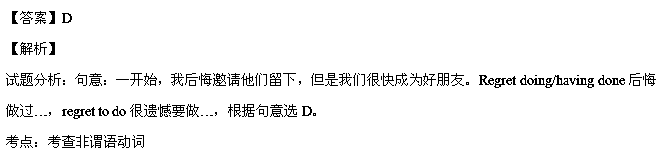 【答案】D
【解析】
试题分析：句意：一开始，我后悔邀请他们留下，但是我们很快成为好朋友。Regret doing/having done 后悔
做过…，regret to do 很遗憾要做…，根据句意选 D。
考点：考查非谓语动词